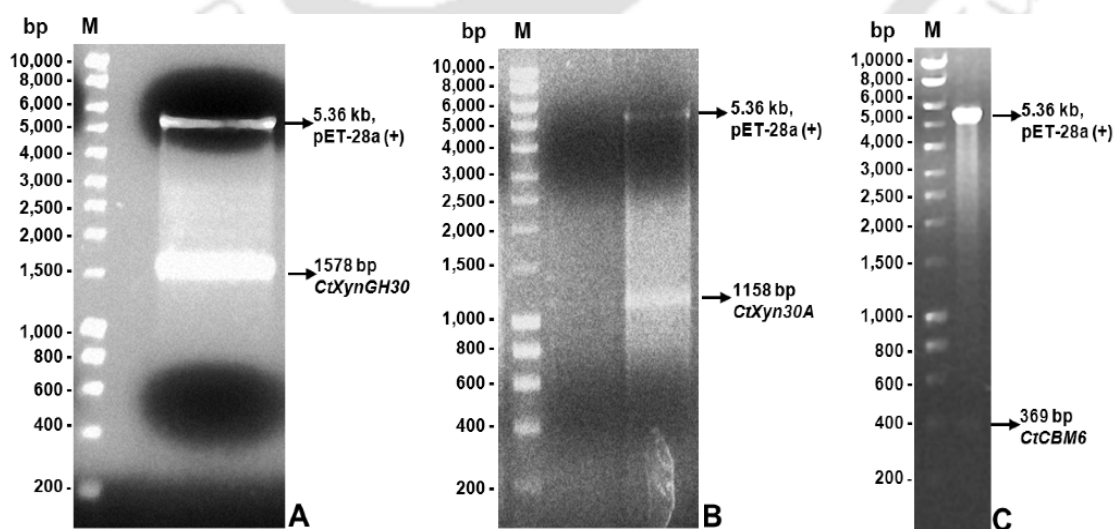 bp M
10,000 -
8,000 -
6,000 -
5,000 -
4,000 -
3,000 -
2,500 -
2,000 -
1,500 -
1,000 -
800 -
600 -
400 -
200 -
5.36 kb,
pET-28a (+)
1578 bp
CtXynGH30
A
bp M
10,000 -
8,000 -
6,000 -
5,000 -
4,000 -
3,000 -
2,500 -
2,000 -
1,500 -
1,000 -
800 -
600 -
400 -
200 -
5.36 kb,
pET-28a (+)
1158 bp
CtXyn30A
B
bp M
10,0000 -
8,000 -
6,000 -
5,000 -
4,000 -
3,000 -
2,500 -
2,000 -
1,500 -
1,000 -
800 -
600 -
400 -
200 -
5.36 kb,
pET-28a (+)
369 bp
CtCBM6
C